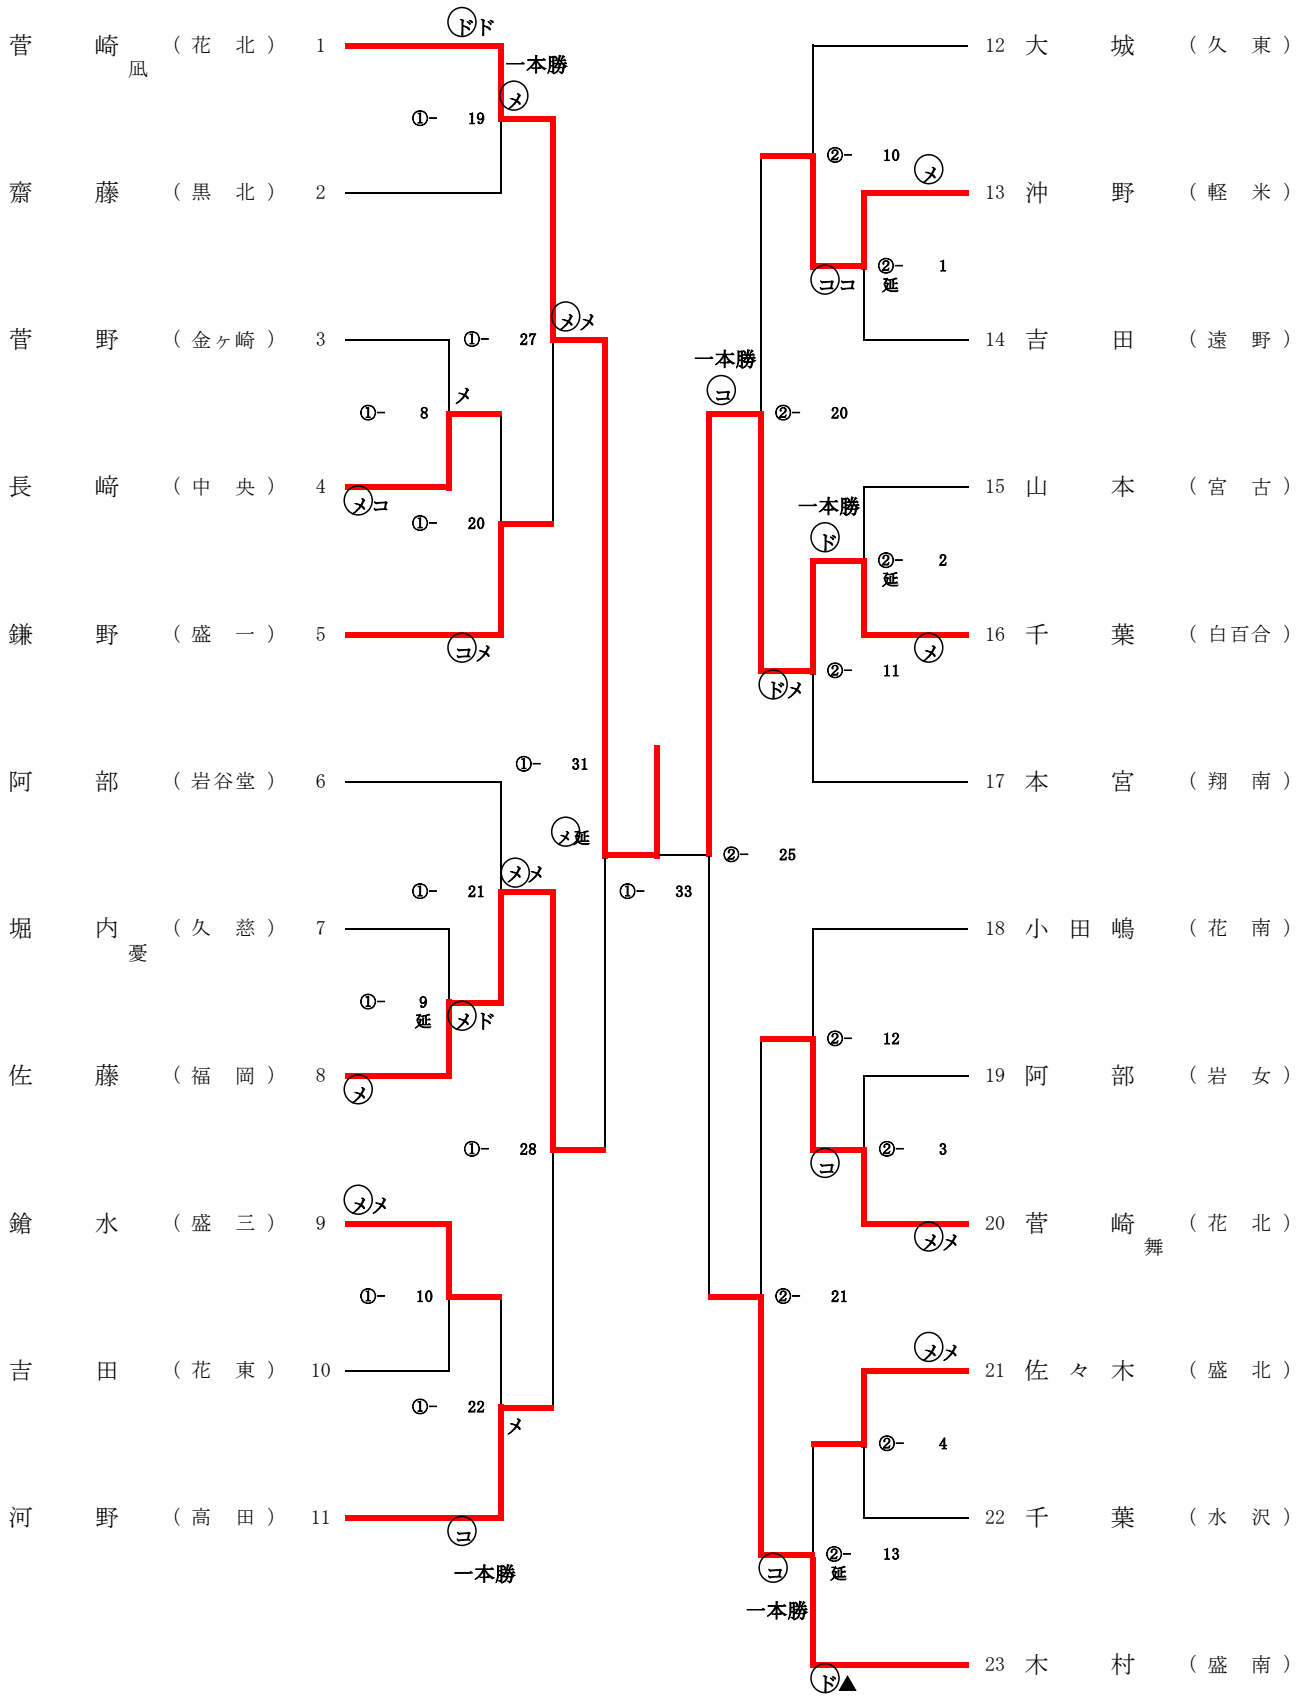 ドド
菅崎凪 (花北) 1
一本勝
メ
①- 19
齋藤 (黒北) 2
菅野 (金ヶ崎) 3
メメ
①- 27
メ
①- 8
長﨑 (中央) 4
メコ
①- 20
鎌野 (盛一) 5
コメ
①- 31
阿部 (岩谷堂) 6
メ延
メメ
①- 21
①- 33
堀内憂 (久慈) 7
①- 9
延
メド
佐藤 (福岡) 8
メ
①- 28
メメ
鎗水 (盛三) 9
①- 10
吉田 (花東) 10
①- 22
メ
河野 (高田) 11
コ
一本勝
12 大城 (久東)
②- 10
メ
13 沖野 (軽米)
②- 1
延
ココ
14 吉田 (遠野)
一本勝
コ
②- 20
15 山本 (宮古)
一本勝
ド
②- 2
延
16 千葉 (白百合)
メ
②- 11
ドメ
17 本宮 (翔南)
②- 25
18 小田嶋 (花南)
②- 12
19 阿部 (岩女)
②- 3
コ
20 菅崎舞 (花北)
メメ
②- 21
メメ
21 佐々木 (盛北)
②- 4
22 千葉 (水沢)
②- 13
延
コ
一本勝
23 木村 (盛南)
ド▲